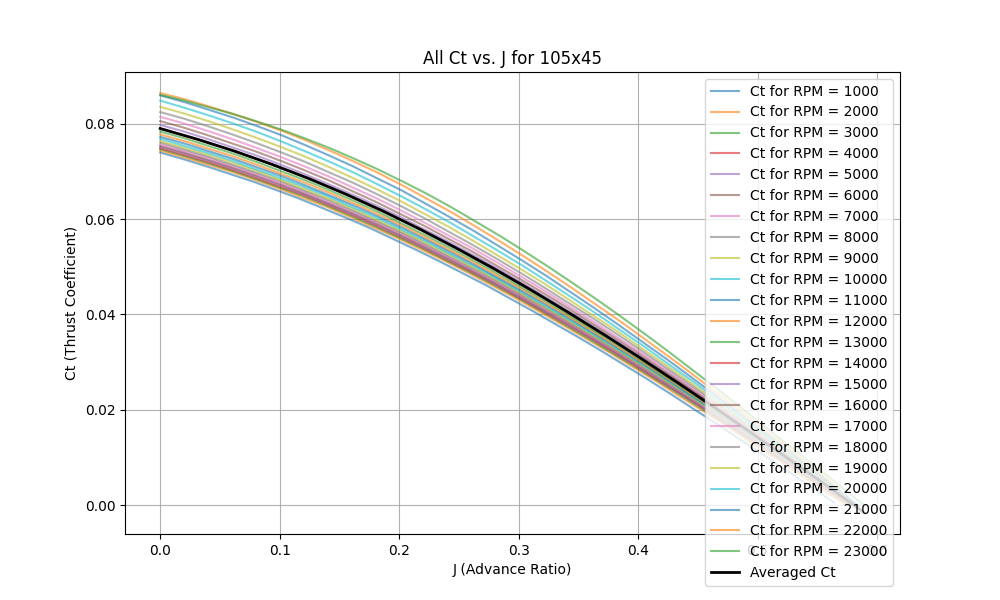 All Ct vs. J for 105x45
Ct (Thrust Coefficient)
0.08
0.06
0.04
0.02
0.00
0.0
0.1
0.2
0.3
0.4
J (Advance Ratio)
Ct for RPM = 1000
Ct for RPM = 2000
Ct for RPM = 3000
Ct for RPM = 4000
Ct for RPM = 5000
Ct for RPM = 6000
Ct for RPM = 7000
Ct for RPM = 8000
Ct for RPM = 9000
Ct for RPM = 10000
Ct for RPM = 11000
Ct for RPM = 12000
Ct for RPM = 13000
Ct for RPM = 14000
Ct for RPM = 15000
Ct for RPM = 16000
Ct for RPM = 17000
Ct for RPM = 18000
Ct for RPM = 19000
Ct for RPM = 20000
Ct for RPM = 21000
Ct for RPM = 22000
Ct for RPM = 23000
Averaged Ct